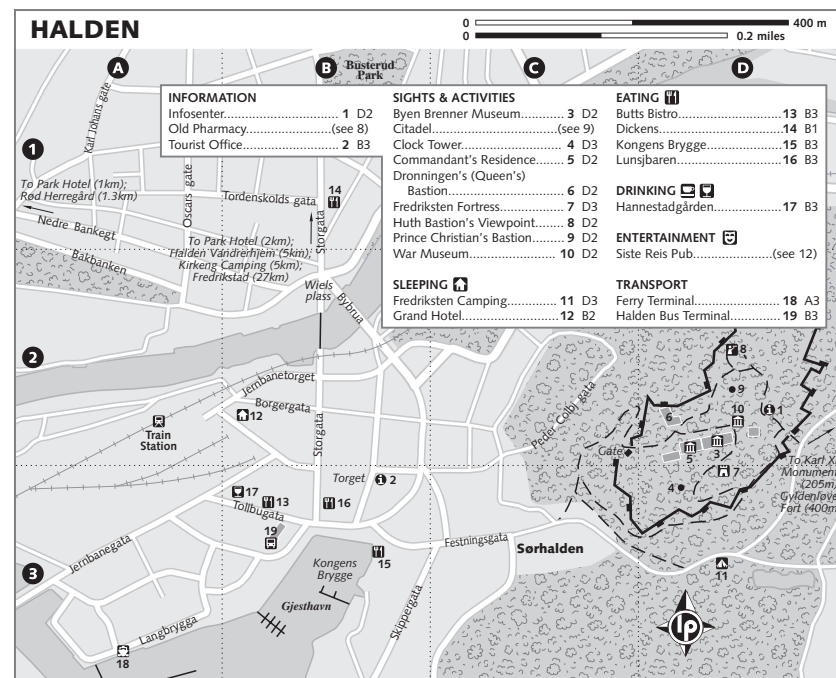 HALDEN
0 400 m
0 0.2 miles
A
B
C
D
Busterud
Park
INFORMATION
Infosenter 1 D2
Old Pharmacy (see 8)
Tourist Office 2 B3
SIGHTS & ACTIVITIES
Byen Brenner Museum 3 D2
Citadel (see 9)
Clock Tower 4 D3
Commandant's Residence 5 D2
Dronningen's (Queen's)
Bastion 6 D2
Fredriksten Fortress 7 D3
Huth Bastion's Viewpoint 8 D2
Prince Christian's Bastion 9 D2
War Museum 10 D2
SLEEPING
Fredriksten Camping 11 D3
Grand Hotel 12 B2
EATING
Butts Bistro 13 B3
Dickens 14 B1
Kongens Brygge 15 B3
Lunsjbaren 16 B3
DRINKING
Hannestadgården 17 B3
ENTERTAINMENT
Siste Reis Pub (see 12)
TRANSPORT
Ferry Terminal 18 A3
Halden Bus Terminal 19 B3
Karl Johans gate
1
To Park Hotel (1km);
Rød Herregård (1.3km)
Oscars gate
Tordenskolds gata
14
Storgata
Nedre Bankegt
Bakbanken
To Park Hotel (2km);
Halden Vandrerhjem (5km);
Kirkeng Camping (5km);
Fredrikstad (27km)
Wiels
plass
Bybrua
2
Jernbanetorget
Borgergata
12
Storgata
Train
Station
Peder Colbj gata
8
9
10
1
6
Gate
5
3
7
4
To Karl X
Monument
(205m)
Gyldenløve
Fort (400m
Torget
2
17
13
16
Tollbugata
19
Jernbanegata
Festningsgata
Sørhalden
3
Kongens
Brygge
15
11
Gjesthavn
Skippergata
Langbrygga
18
lp